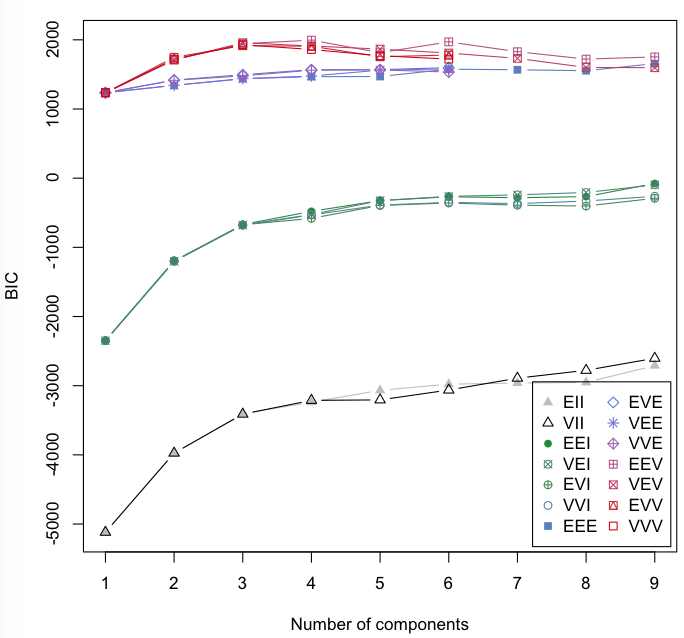 2000
1000
0
-1000
-2000
-3000
-4000
-5000
BIC
1 2 3 4 5 6 7 8 9
Number of components
EII EVE
VII VEE
EEI VVE
VEI EEV
EVI VEV
VVI EVV
EEE VVV